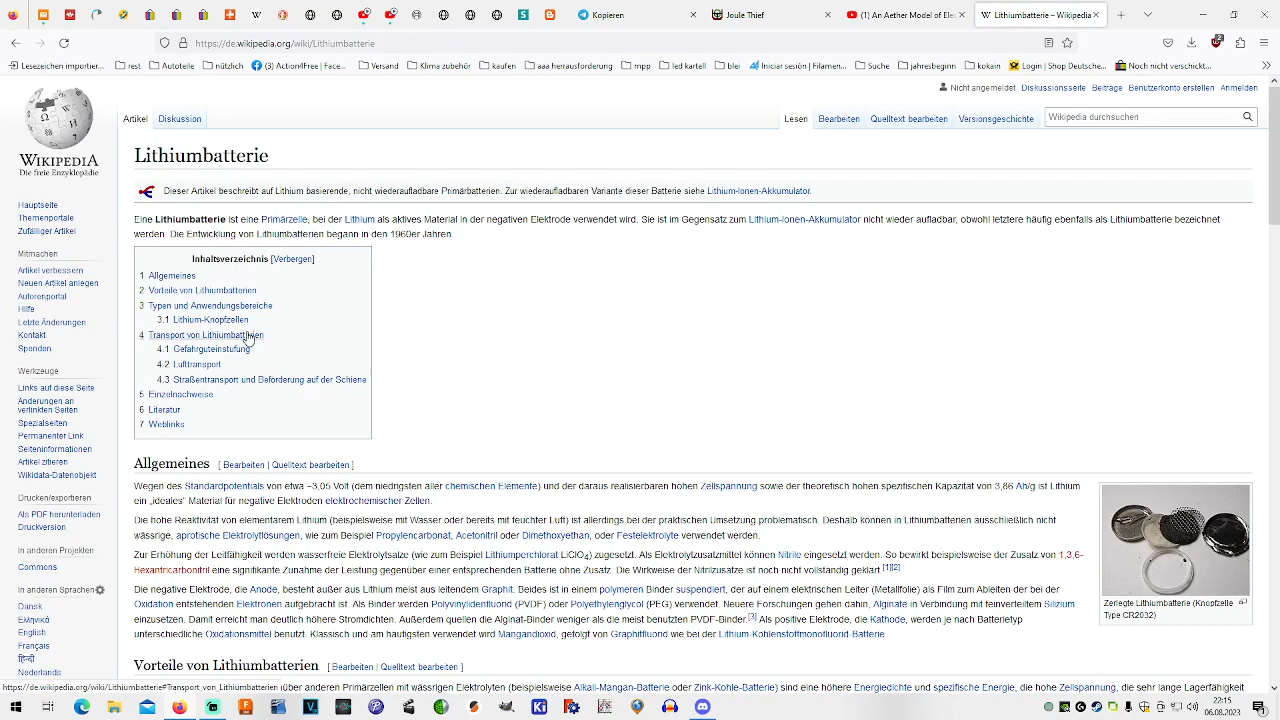 Kopieren
Joule Thief
(1) An Aether Model of Ele
Lithiumbatterie – Wikipedia
https://de.wikipedia.org/wiki/Lithiumbatterie
2
Lesezeichen importier...
rest
Autoteile
nützlich
(3) Action4Free | Face...
Versand
Klima zubehör
kaufen
aaa herrausforderung
mpp
led kartell
blei
Iniciar sesión | Filamen...
Suche
jahresbeginn
kokain
Login | Shop Deutsche...
Noch nicht verschickt...
Nicht angemeldet Diskussionsseite Beiträge Benutzerkonto erstellen Anmelden
Artikel Diskussion
Lesen Bearbeiten Quelltext bearbeiten Versionsgeschichte
Wikipedia durchsuchen
WIKIPEDIA
Die freie Enzyklopädie
Hauptseite
Themenportale
Zufälliger Artikel
Mitmachen
Artikel verbessern
Neuen Artikel anlegen
Autorenportal
Hilfe
Letzte Änderungen
Kontakt
Spenden
Werkzeuge
Links auf diese Seite
Änderungen an
verlinkten Seiten
Spezialseiten
Permanenter Link
Seiteninformationen
Artikel zitieren
Wikidata-Datenobjekt
Drucken/exportieren
Als PDF herunterladen
Druckversion
In anderen Projekten
Commons
In anderen Sprachen
Dansk
Ελληνικά
English
Français
हिन्दी
Nederlands
Lithiumbatterie
Dieser Artikel beschreibt auf Lithium basierende, nicht wiederaufladbare Primärbatterien. Zur wiederaufladbaren Variante dieser Batterie siehe Lithium-Ionen-Akkumulator.
Eine Lithiumbatterie ist eine Primärzelle, bei der Lithium als aktives Material in der negativen Elektrode verwendet wird. Sie ist im Gegensatz zum Lithium-Ionen-Akkumulator nicht wieder aufladbar, obwohl letztere häufig ebenfalls als Lithiumbatterie bezeichnet
werden. Die Entwicklung von Lithiumbatterien begann in den 1960er Jahren.
Inhaltsverzeichnis [Verbergen]
1 Allgemeines
2 Vorteile von Lithiumbatterien
3 Typen und Anwendungsbereiche
3.1 Lithium-Knopfzellen
4 Transport von Lithiumbatterien
4.1 Gefahrguteinstufung
4.2 Lufttransport
4.3 Straßentransport und Beförderung auf der Schiene
5 Einzelnachweise
6 Literatur
7 Weblinks
Allgemeines [ Bearbeiten | Quelltext bearbeiten ]
Wegen des Standardpotentials von etwa −3,05 Volt (dem niedrigsten aller chemischen Elemente) und der daraus realisierbaren hohen Zellspannung sowie der theoretisch hohen spezifischen Kapazität von 3,86 Ah/g ist Lithium
ein „ideales“ Material für negative Elektroden elektrochemischer Zellen.
Die hohe Reaktivität von elementarem Lithium (beispielsweise mit Wasser oder bereits mit feuchter Luft) ist allerdings bei der praktischen Umsetzung problematisch. Deshalb können in Lithiumbatterien ausschließlich nicht
wässrige, aprotische Elektrolytlösungen, wie zum Beispiel Propylencarbonat, Acetonitril oder Dimethoxyethan, oder Festelektrolyte verwendet werden.
Zur Erhöhung der Leitfähigkeit werden wasserfreie Elektrolytsalze (wie zum Beispiel Lithiumperchlorat LiClO4) zugesetzt. Als Elektrolytzusatzmittel können Nitrile eingesetzt werden. So bewirkt beispielsweise der Zusatz von 1,3,6-
Hexantricarbonitril eine signifikante Zunahme der Leistung gegenüber einer entsprechenden Batterie ohne Zusatz. Die Wirkweise der Nitrilzusätze ist noch nicht vollständig geklärt.[1][2]
Die negative Elektrode, die Anode, besteht außer aus Lithium meist aus leitendem Graphit. Beides ist in einem polymeren Binder suspendiert, der auf einem elektrischen Leiter (Metallfolie) als Film zum Ableiten der bei der
Oxidation entstehenden Elektronen aufgebracht ist. Als Binder werden Polyvinylidenfluorid (PVDF) oder Polyethylenglycol (PEG) verwendet. Neuere Forschungen gehen dahin, Alginate in Verbindung mit feinverteiltem Silizium
einzusetzen. Damit erreicht man deutlich höhere Stromdichten. Andererseits quellen die Alginat-Binder weniger als die meist benutzten PVDF-Binder.[3] Als positive Elektrode, die Kathode, werden je nach Batterietyp
unterschiedliche Oxidationsmittel benutzt. Klassisch und am häufigsten verwendet wird Mangandioxid, gefolgt von Graphitfluorid wie bei der Lithium-Kohlenstoffmonofluorid-Batterie.
Zerlegte Lithiumbatterie (Knopfzelle
Type CR2032)
Vorteile von Lithiumbatterien [ Bearbeiten | Quelltext bearbeiten ]
https://de.wikipedia.org/wiki/Lithiumbatterie#Transport_von_Lithiumbatterien
über anderen Primärzellen mit wässrigen Elektrolyten (beispielsweise Alkali-Mangan-Batterie oder Zink-Kohle-Batterie) sind eine höhere Energiedichte und spezifische Energie, die hohe Zellspannung, die sehr lange Lagerfähigkeit
22:15
06.08.2023